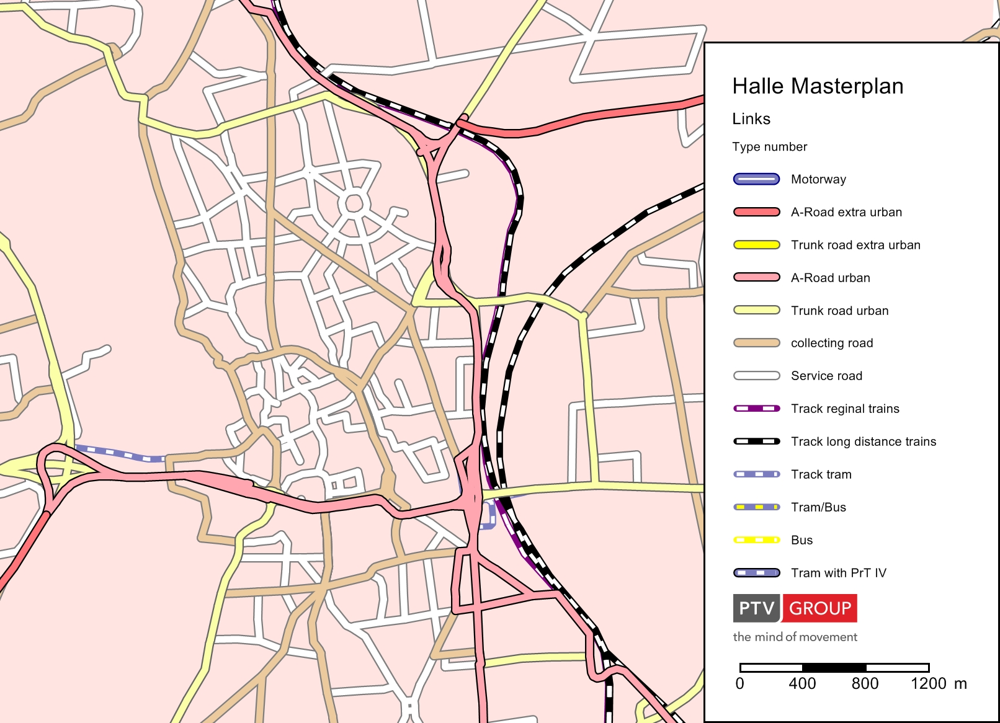 Halle Masterplan
Links
Type number
Motorway
A-Road extra urban
Trunk road extra urban
A-Road urban
Trunk road urban
collecting road
Service road
Track reginal trains
Track long distance trains
Track tram
Tram/Bus
Bus
Tram with PrT IV
PTV GROUP
the mind of movement
0 400 800 1200 m